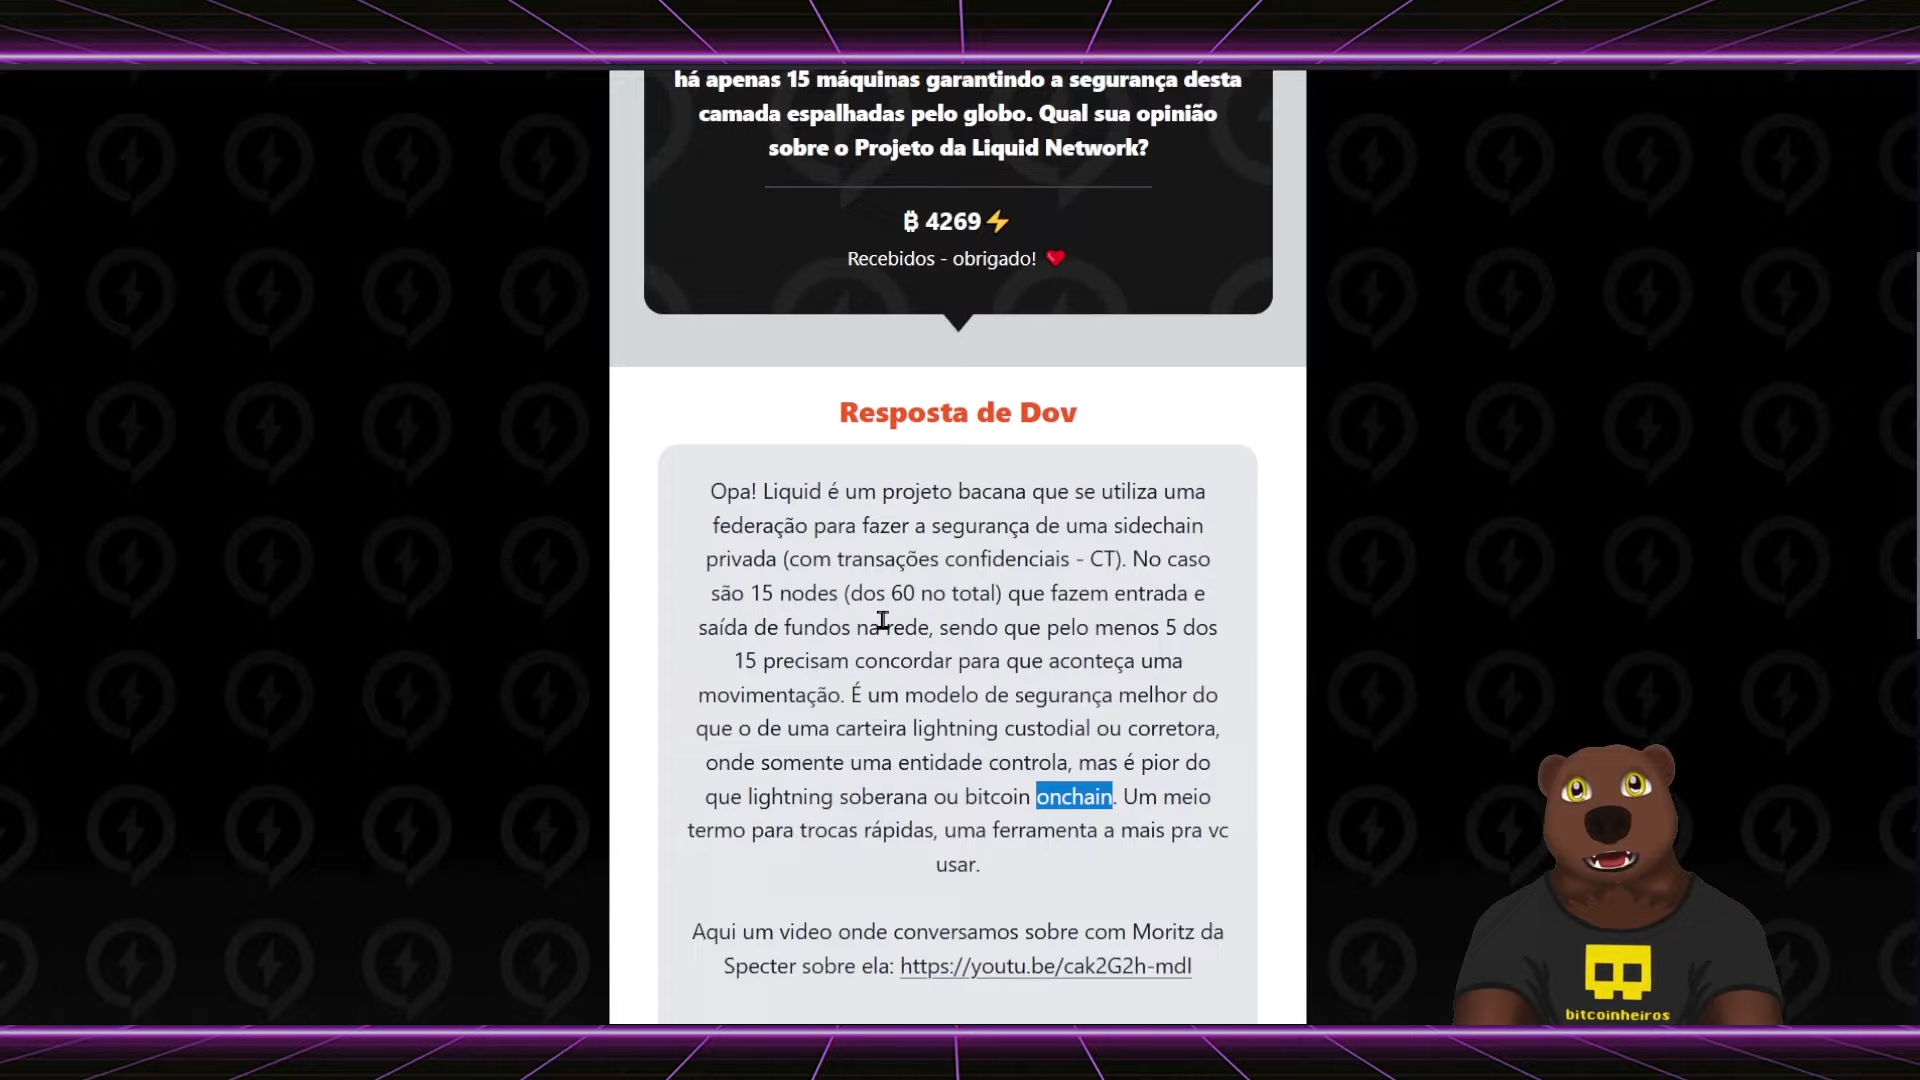 há apenas 15 máquinas garantindo a segurança desta
camada espalhadas pelo globo. Qual sua opinião
sobre o Projeto da Liquid Network?
₿ 4269⚡
Recebidos - obrigado! ❤️
Resposta de Dov
Opa! Liquid é um projeto bacana que se utiliza uma
federação para fazer a segurança de uma sidechain
privada (com transações confidenciais - CT). No caso
são 15 nodes (dos 60 no total) que fazem entrada e
saída de fundos na rede, sendo que pelo menos 5 dos
15 precisam concordar para que aconteça uma
movimentação. É um modelo de segurança melhor do
que o de uma carteira lightning custodial ou corretora,
onde somente uma entidade controla, mas é pior do
que lightning soberana ou bitcoin onchain. Um meio
termo para trocas rápidas, uma ferramenta a mais pra vc
usar.
Aqui um video onde conversamos sobre com Moritz da
Specter sobre ela: https://youtu.be/cak2G2h-mdI
bitcoinheiros